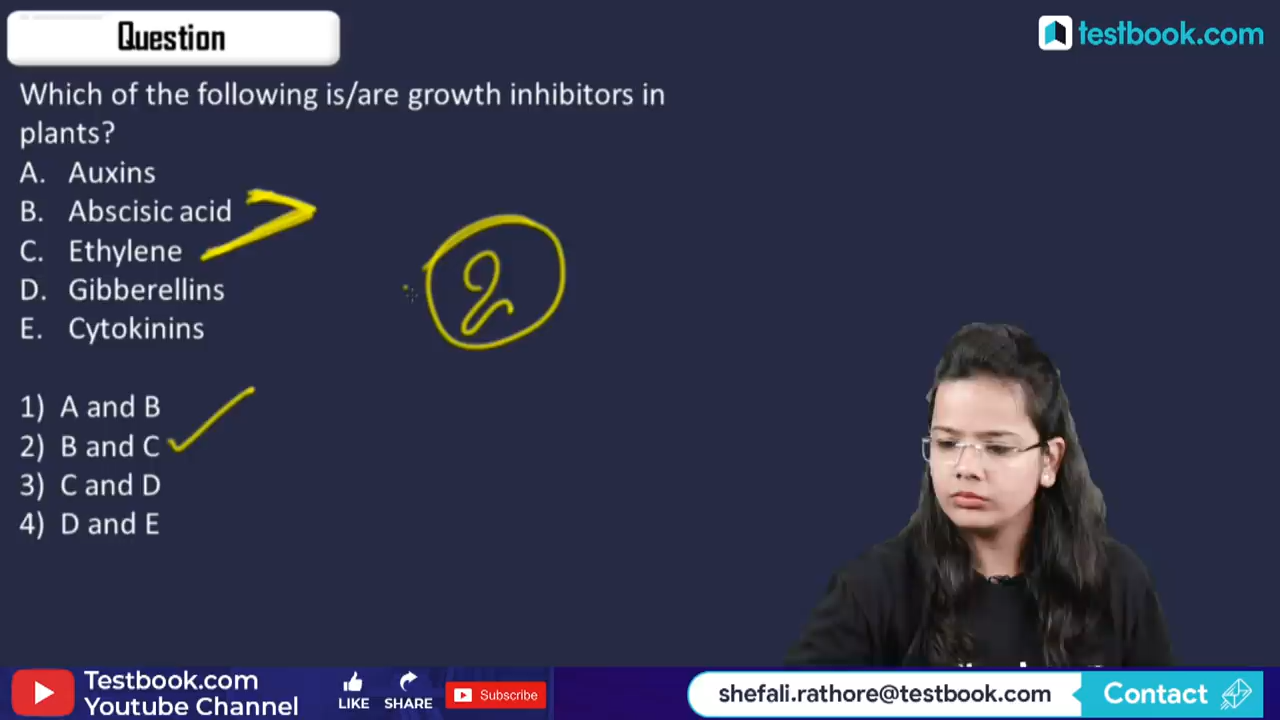 Question
testbook.com
Which of the following is/are growth inhibitors in
plants?
A. Auxins
B. Abscisic acid
C. Ethylene
D. Gibberellins
E. Cytokinins
2
1) A and B
2) B and C
3) C and D
4) D and E
Testbook.com
Youtube Channel
LIKE
SHARE
Subscribe
shefali.rathore@testbook.com
Contact